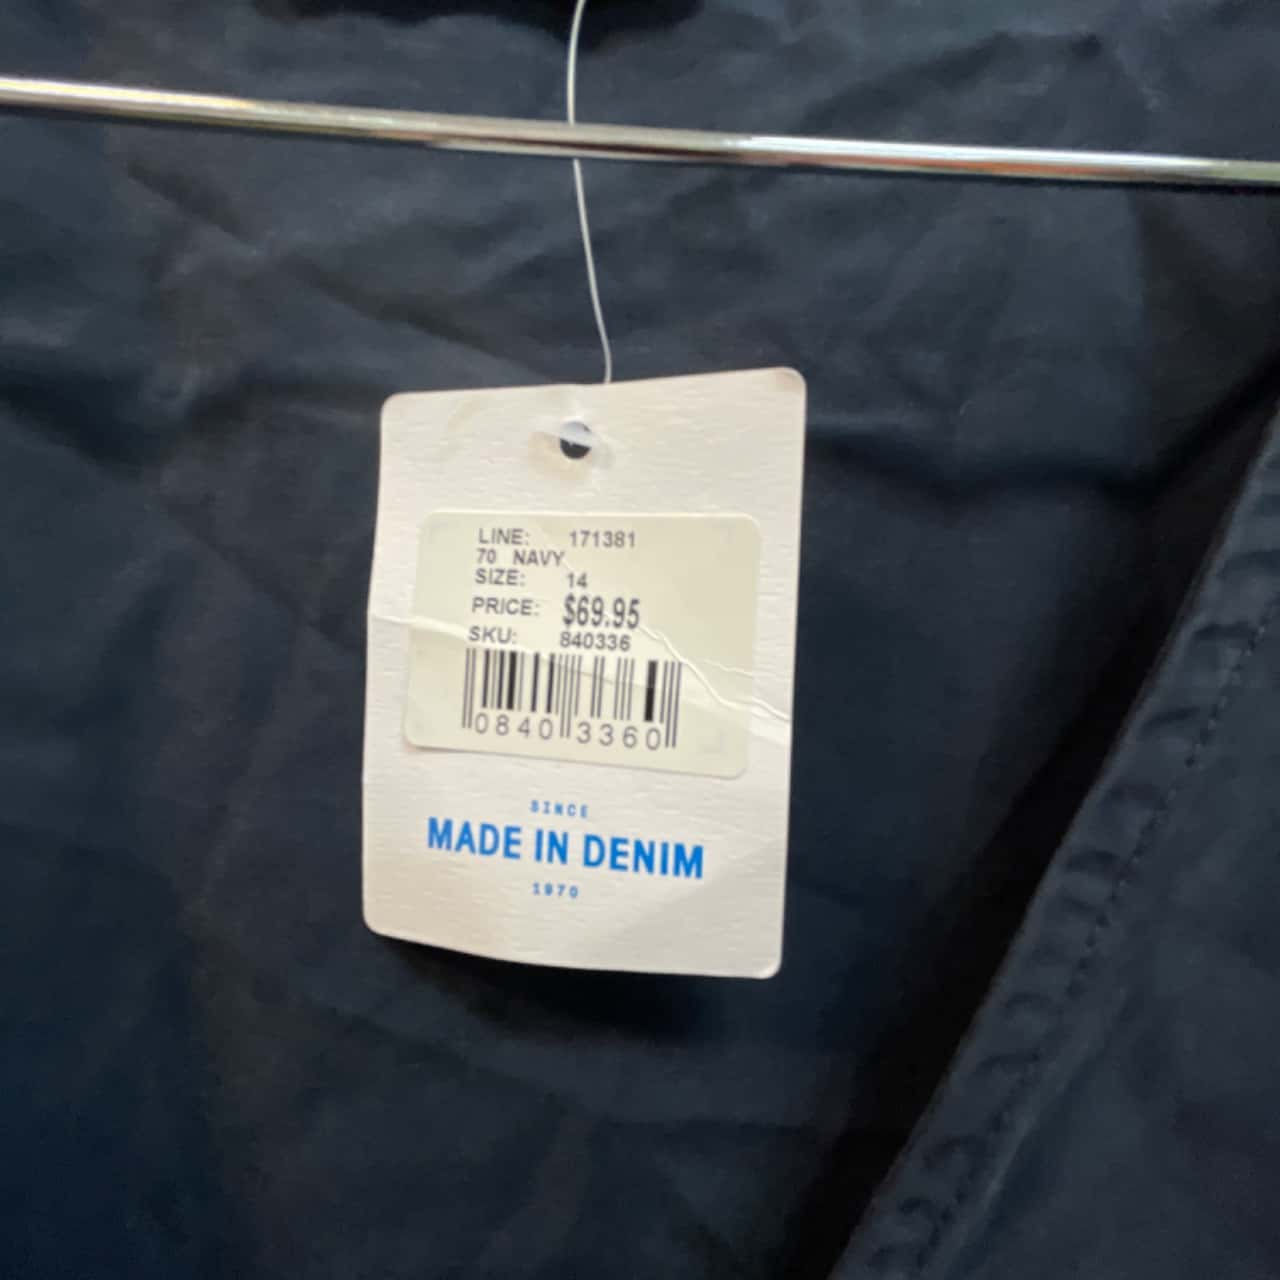 LINE: 171381
70 NAVY
SIZE: 14
PRICE: $69.95
SKU: 840336
0840 3360
SINCE
MADE IN DENIM
1970